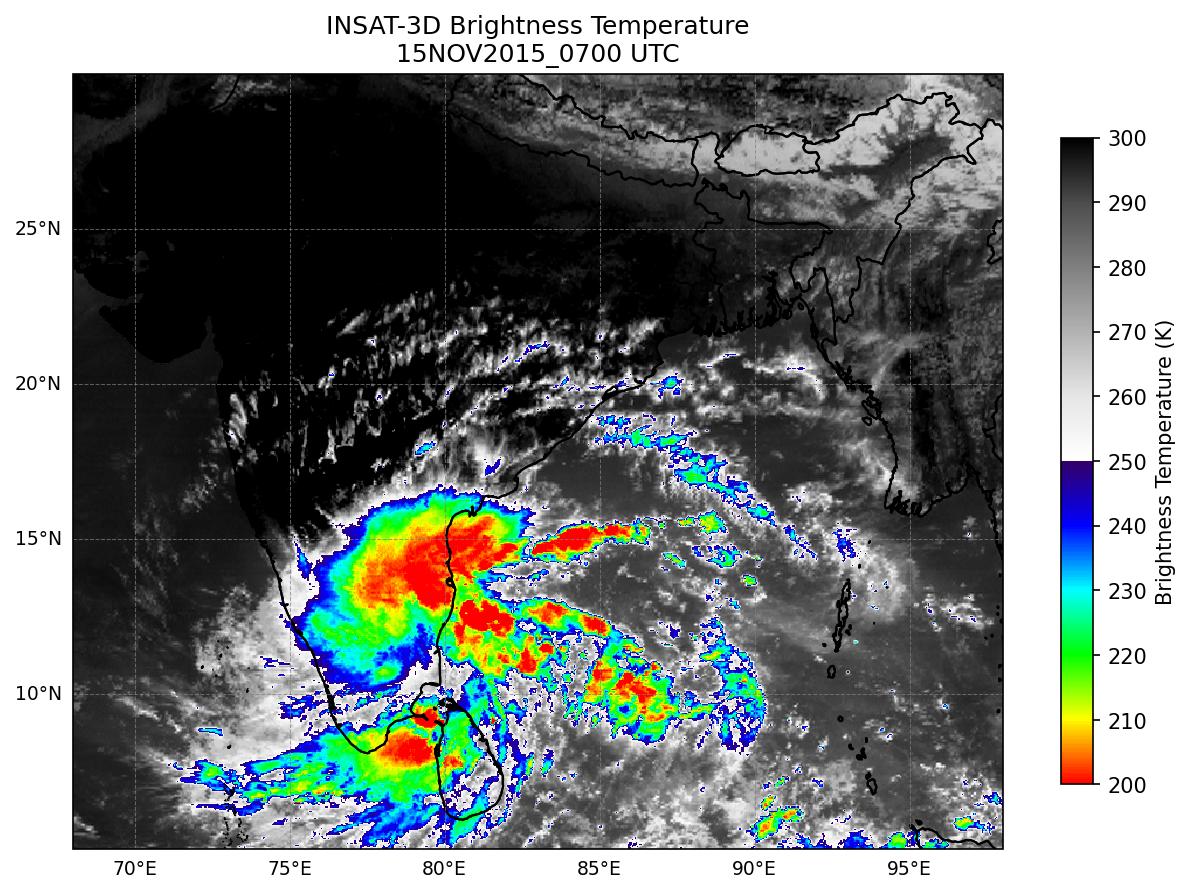 INSAT-3D Brightness Temperature
15NOV2015_0700 UTC
25°N
20°N
15°N
10°N
70°E
75°E
80°E
85°E
90°E
95°E
300
290
280
270
260
250
240
230
220
210
200
Brightness Temperature (K)